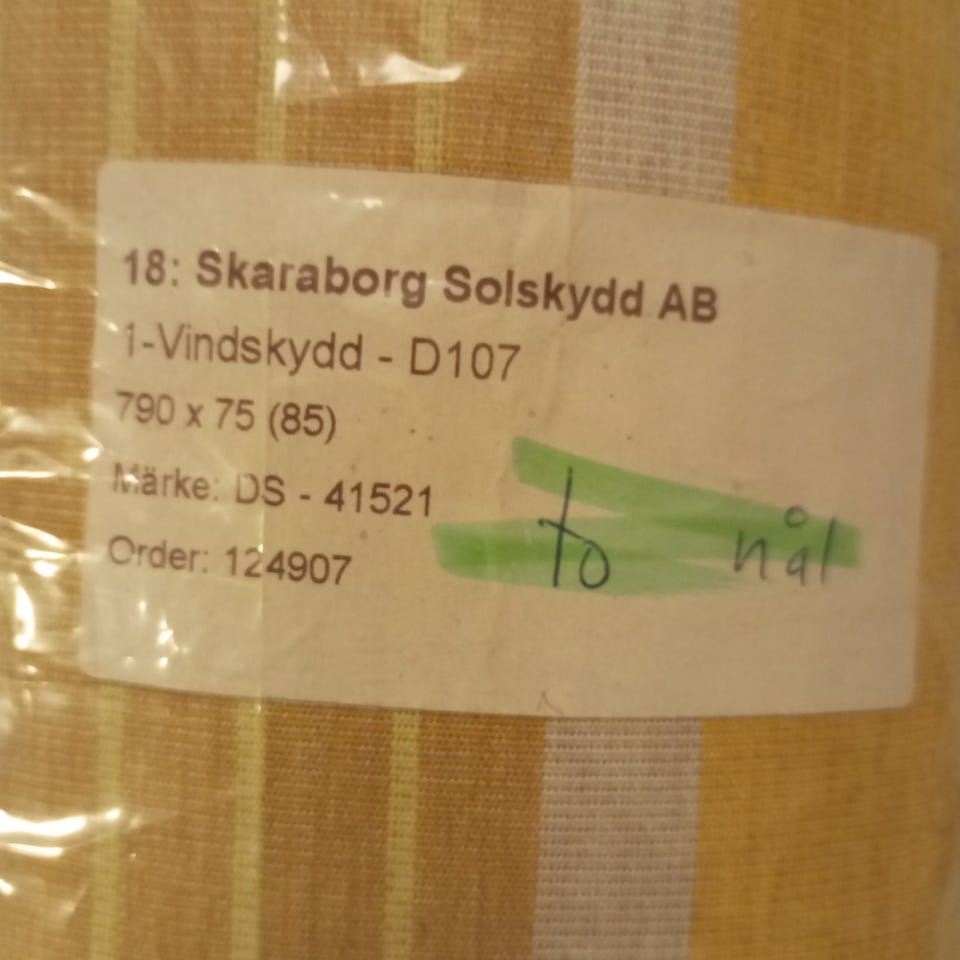 18: Skaraborg Solskydd AB
1-Vindskydd - D107
790 x 75 (85)
Märke: DS - 41521
Order: 124907
to nål